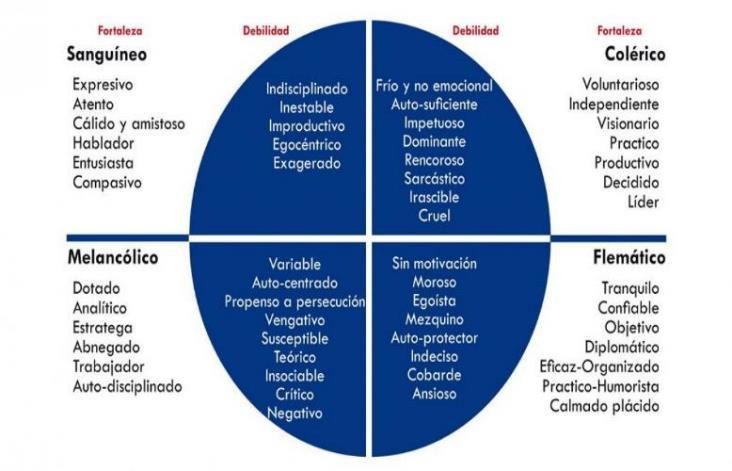 Fortaleza
Debilidad
Debilidad
Fortaleza
Sanguíneo
Expresivo
Atento
Cálido y amistoso
Hablador
Entusiasta
Compasivo
Indisciplinado
Inestable
Improductivo
Egocéntrico
Exagerado
Frío y no emocional
Auto-suficiente
Impetuoso
Dominante
Rencoroso
Sarcástico
Irascible
Cruel
Colérico
Voluntarioso
Independiente
Visionario
Practico
Productivo
Decidido
Líder
Melancólico
Dotado
Analítico
Estratega
Abnegado
Trabajador
Auto-disciplinado
Variable
Auto-centrado
Propenso a persecución
Vengativo
Susceptible
Teórico
Insociable
Crítico
Negativo
Sin motivación
Moroso
Egoísta
Mezquino
Auto-protector
Indeciso
Cobarde
Ansioso
Flemático
Tranquilo
Confiable
Objetivo
Diplomático
Eficaz-Organizado
Practico-Humorista
Calmado plácido